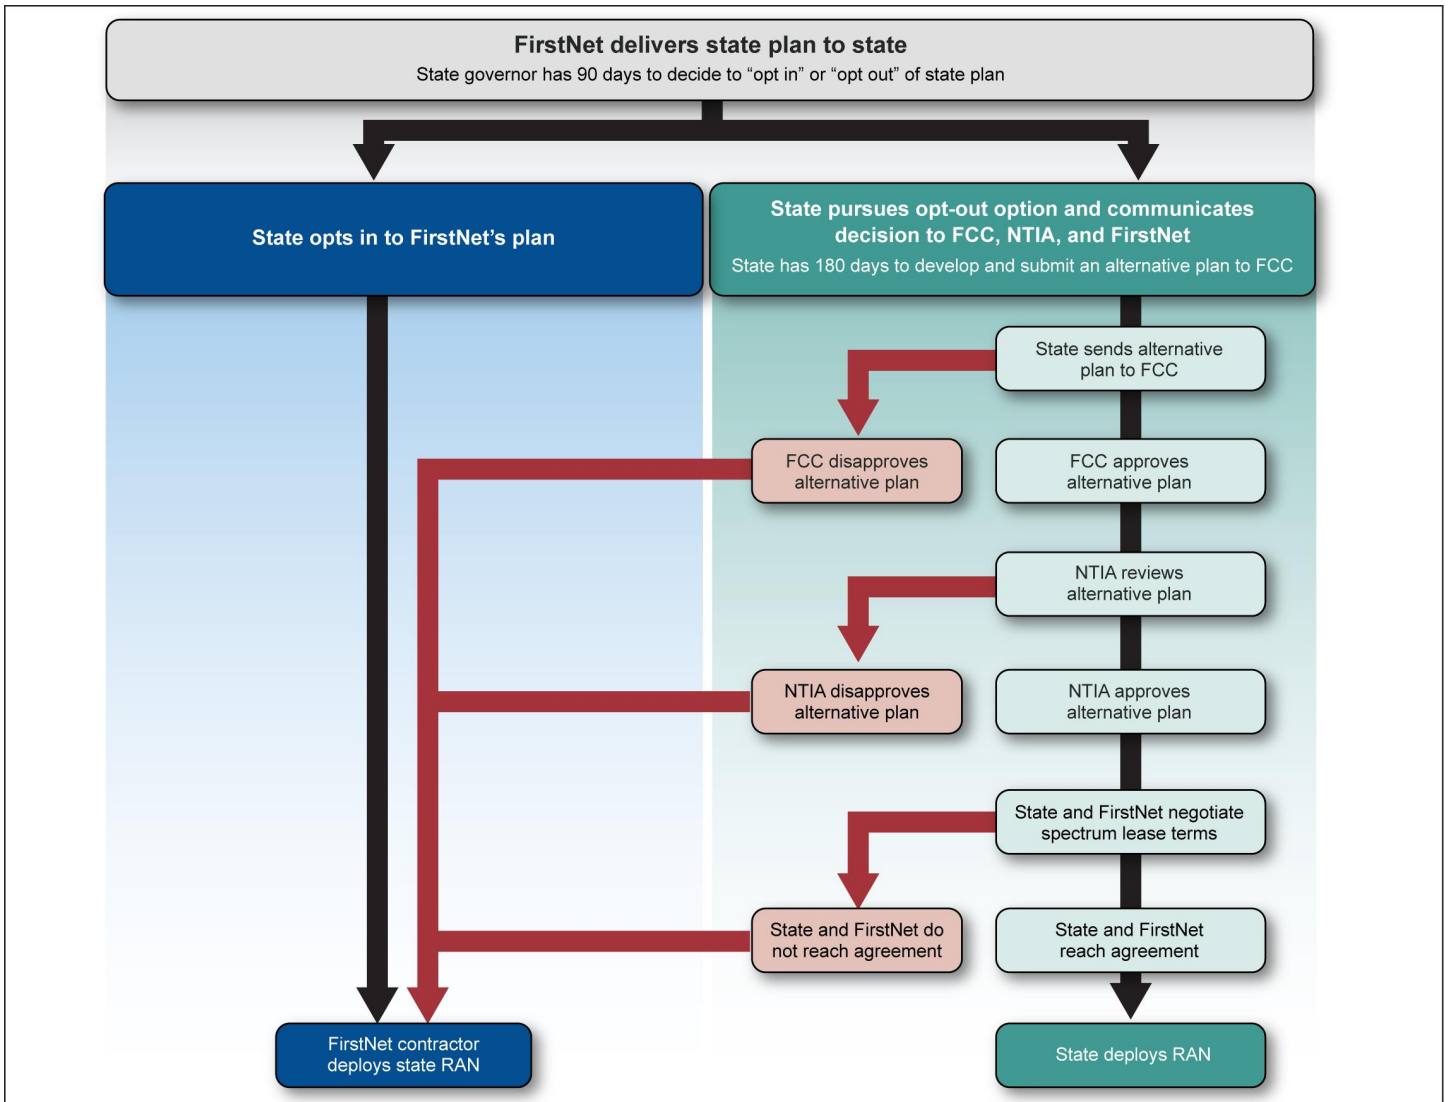 FirstNet delivers state plan to state
State governor has 90 days to decide to “opt in” or “opt out” of state plan
State opts in to FirstNet’s plan
State pursues opt-out option and communicates
decision to FCC, NTIA, and FirstNet
State has 180 days to develop and submit an alternative plan to FCC
State sends alternative
plan to FCC
FCC disapproves
alternative plan
FCC approves
alternative plan
NTIA reviews
alternative plan
NTIA disapproves
alternative plan
NTIA approves
alternative plan
State and FirstNet negotiate
spectrum lease terms
State and FirstNet do
not reach agreement
State and FirstNet
reach agreement
FirstNet contractor
deploys state RAN
State deploys RAN